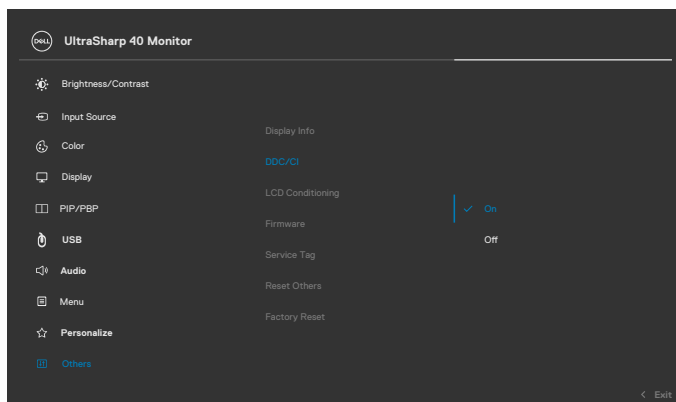 DELL UltraSharp 40 Monitor
Brightness/Contrast
Input Source
Color
Display
PIP/PBP
USB
Audio
Menu
Personalize
Others
Display Info
DDC/CI
LCD Conditioning
Firmware
Service Tag
Reset Others
Factory Reset
On
Off
Exit